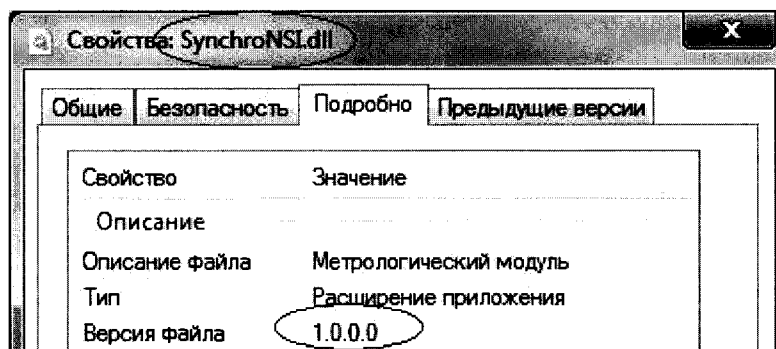 Свойства: SynchroNSI.dll
x
Общие Безопасность Подробно Предыдущие версии
Свойство Значение
Описание
Описание файла Метрологический модуль
Тип Расширение приложения
Версия файла 1.0.0.0